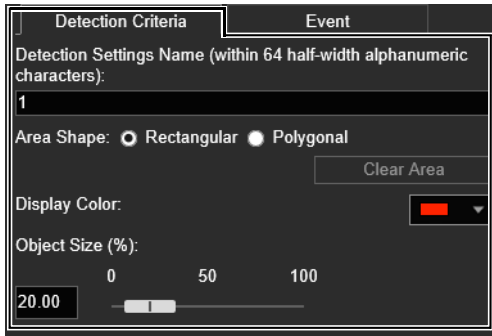 Detection Criteria Event
Detection Settings Name (within 64 half-width alphanumeric
characters):
1
Area Shape: Rectangular Polygonal
Clear Area
Display Color:
Object Size (%):
0 50 100
20.00